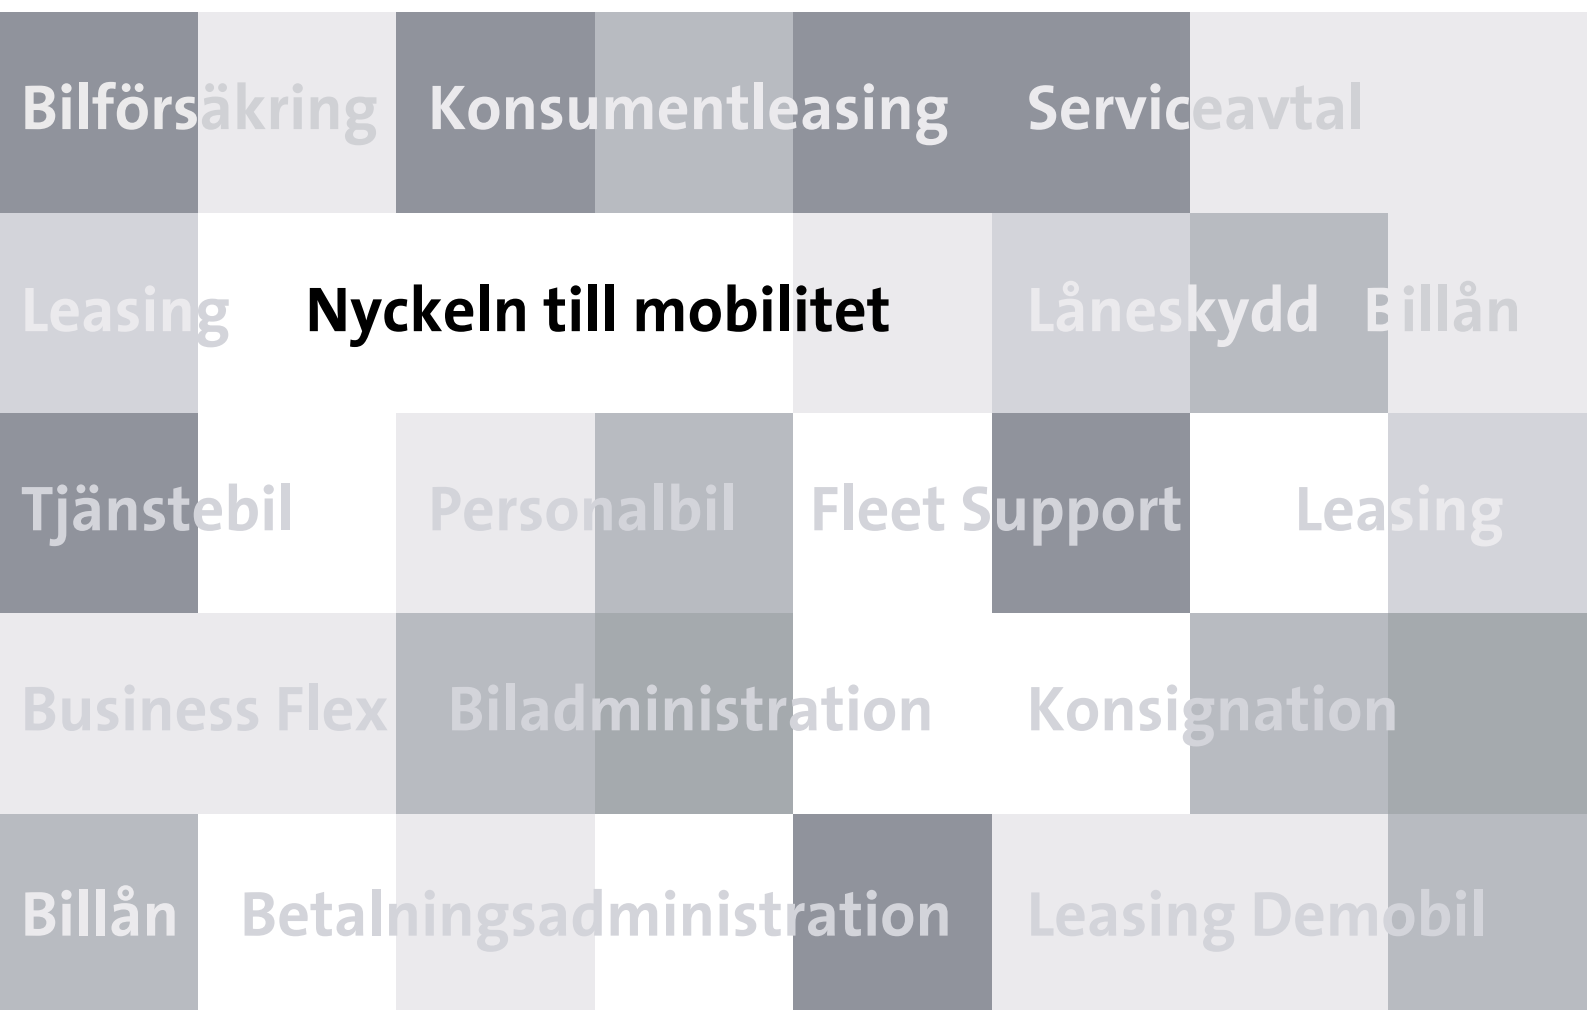 Bilförsäkring Konsumentleasing Serviceavtal
Leasing Nyckeln till mobilitet Låneskydd Billån
Tjänstebil Personalbil Fleet Support Leasing
Business Flex Biladministration Konsignation
Billån Betalningsadministration Leasing Demobil